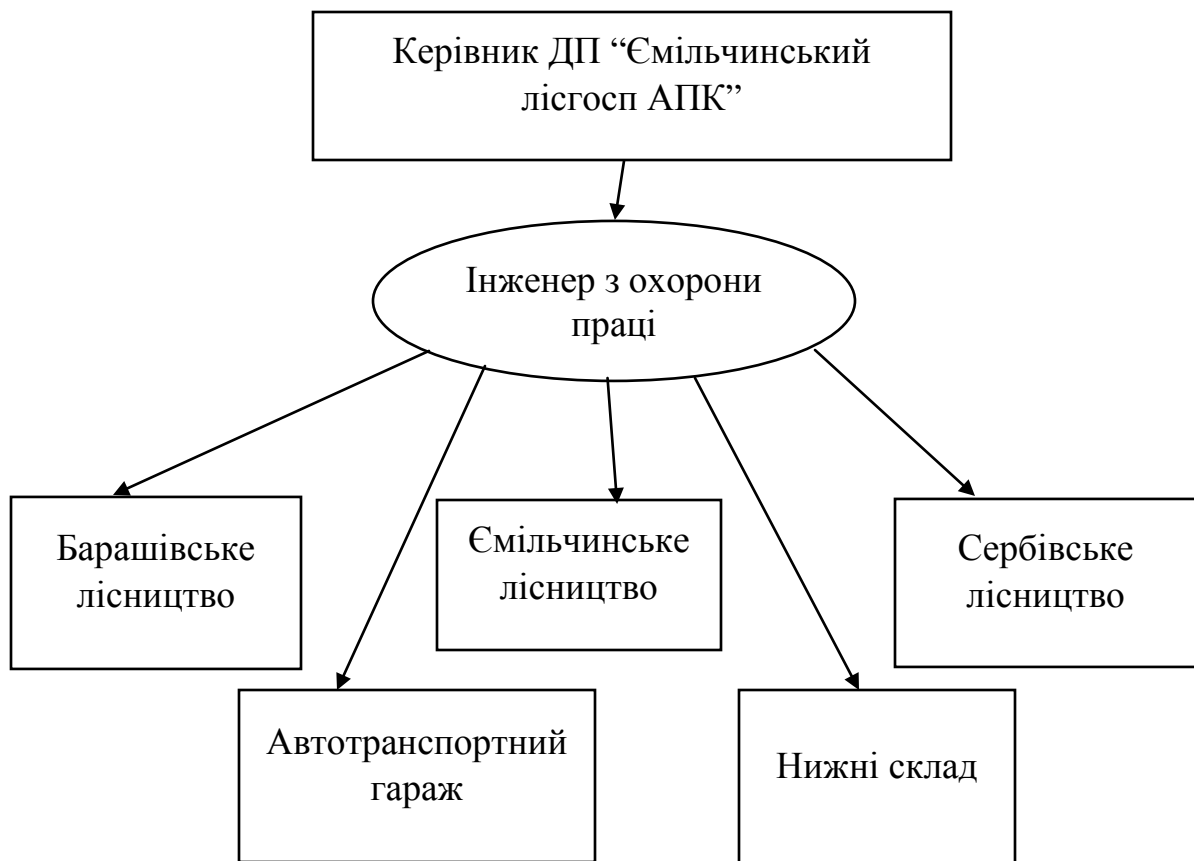 Керівник ДП “Ємільчинський
лісгосп АПК”
Інженер з охорони
праці
Барашівське
лісництво
Ємільчинське
лісництво
Сербівське
лісництво
Автотранспортний
гараж
Нижні склад